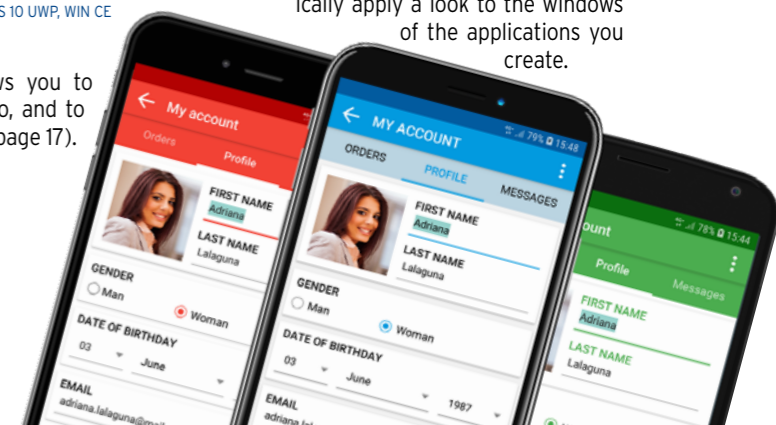 S 10 UWP, WIN CE
ws you to
o, and to
page 17).
ically apply a look to the windows
of the applications you
create.
My account
Orders
Profile
FIRST NAME
Adriana
LAST NAME
Lalaguna
GENDER
Man
Woman
DATE OF BIRTHDAY
03
June
EMAIL
79% 15:48
MY ACCOUNT
ORDERS
PROFILE
MESSAGES
FIRST NAME
Adriana
LAST NAME
Lalaguna
GENDER
Man
Woman
DATE OF BIRTHDAY
03
June
1987
EMAIL
78% 15:44
ount
Profile
Messages
FIRST NAME
Adriana
LAST NAME
Lalaguna